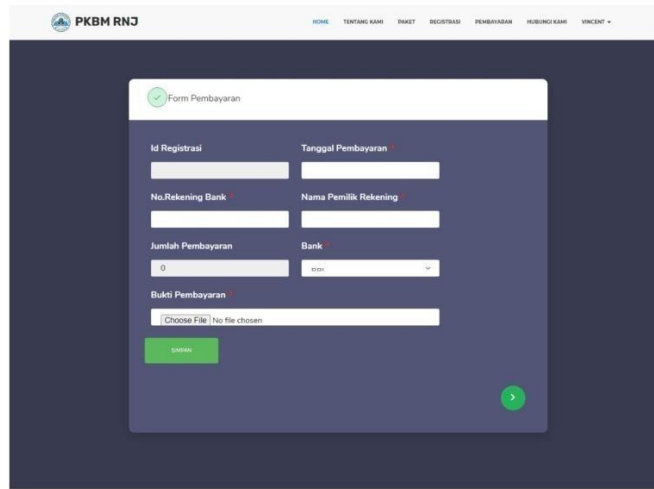 PKBM RNJ
HOME TENTANG KAMI PAKET REGISTRASI PEMBAYARAN HUBUNGI KAMI VINCENT
Form Pembayaran
Id Registrasi Tanggal Pembayaran *
No.Rekening Bank * Nama Pemilik Rekening *
Jumlah Pembayaran Bank *
0
Bukti Pembayaran *
Choose File No file chosen
SIMPAN